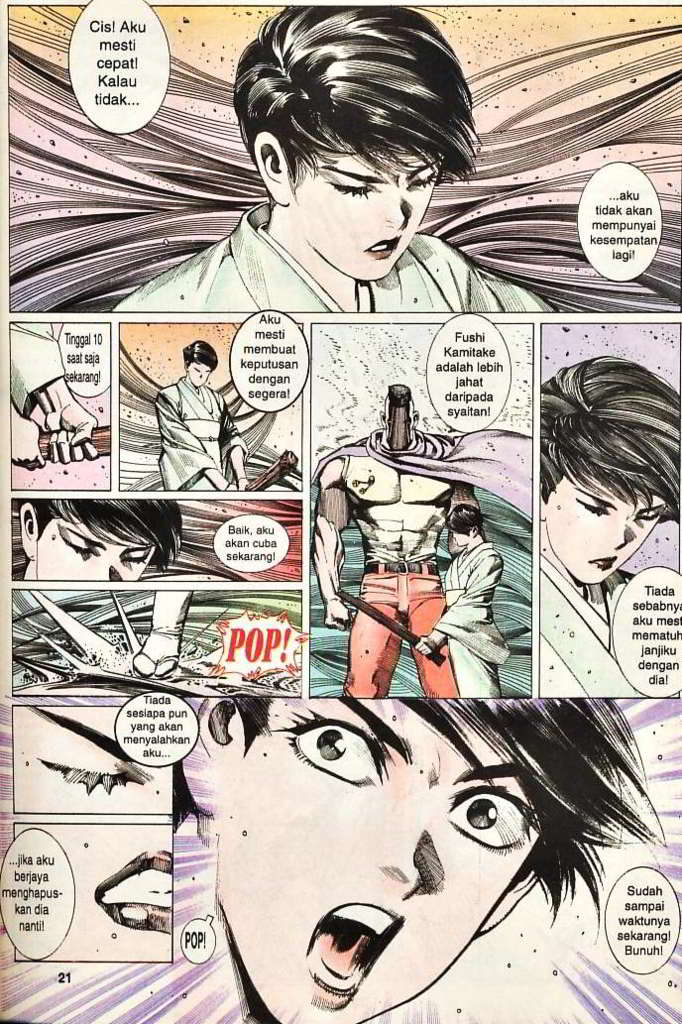 Cis! Aku
mesti
cepat!
Kalau
tidak...
...aku
tidak akan
mempunyai
kesempatan
lagi!
Tinggal 10
saat saja
sekarang!
Aku
mesti
membuat
keputusan
dengan
segera!
Fushi
Kamitake
adalah lebih
jahat
daripada
syaitan!
Baik, aku
akan cuba
sekarang!
POP!
Tiada
sebabnya
aku mest
mematuh
janjiku
dengan
dia!
Tiada
sesiapa pun
yang akan
menyalahkan
aku...
...jika aku
berjaya
menghapus-
kan dia
nanti!
POP!
Sudah
sampai
waktunya
sekarang!
Bunuh!
21